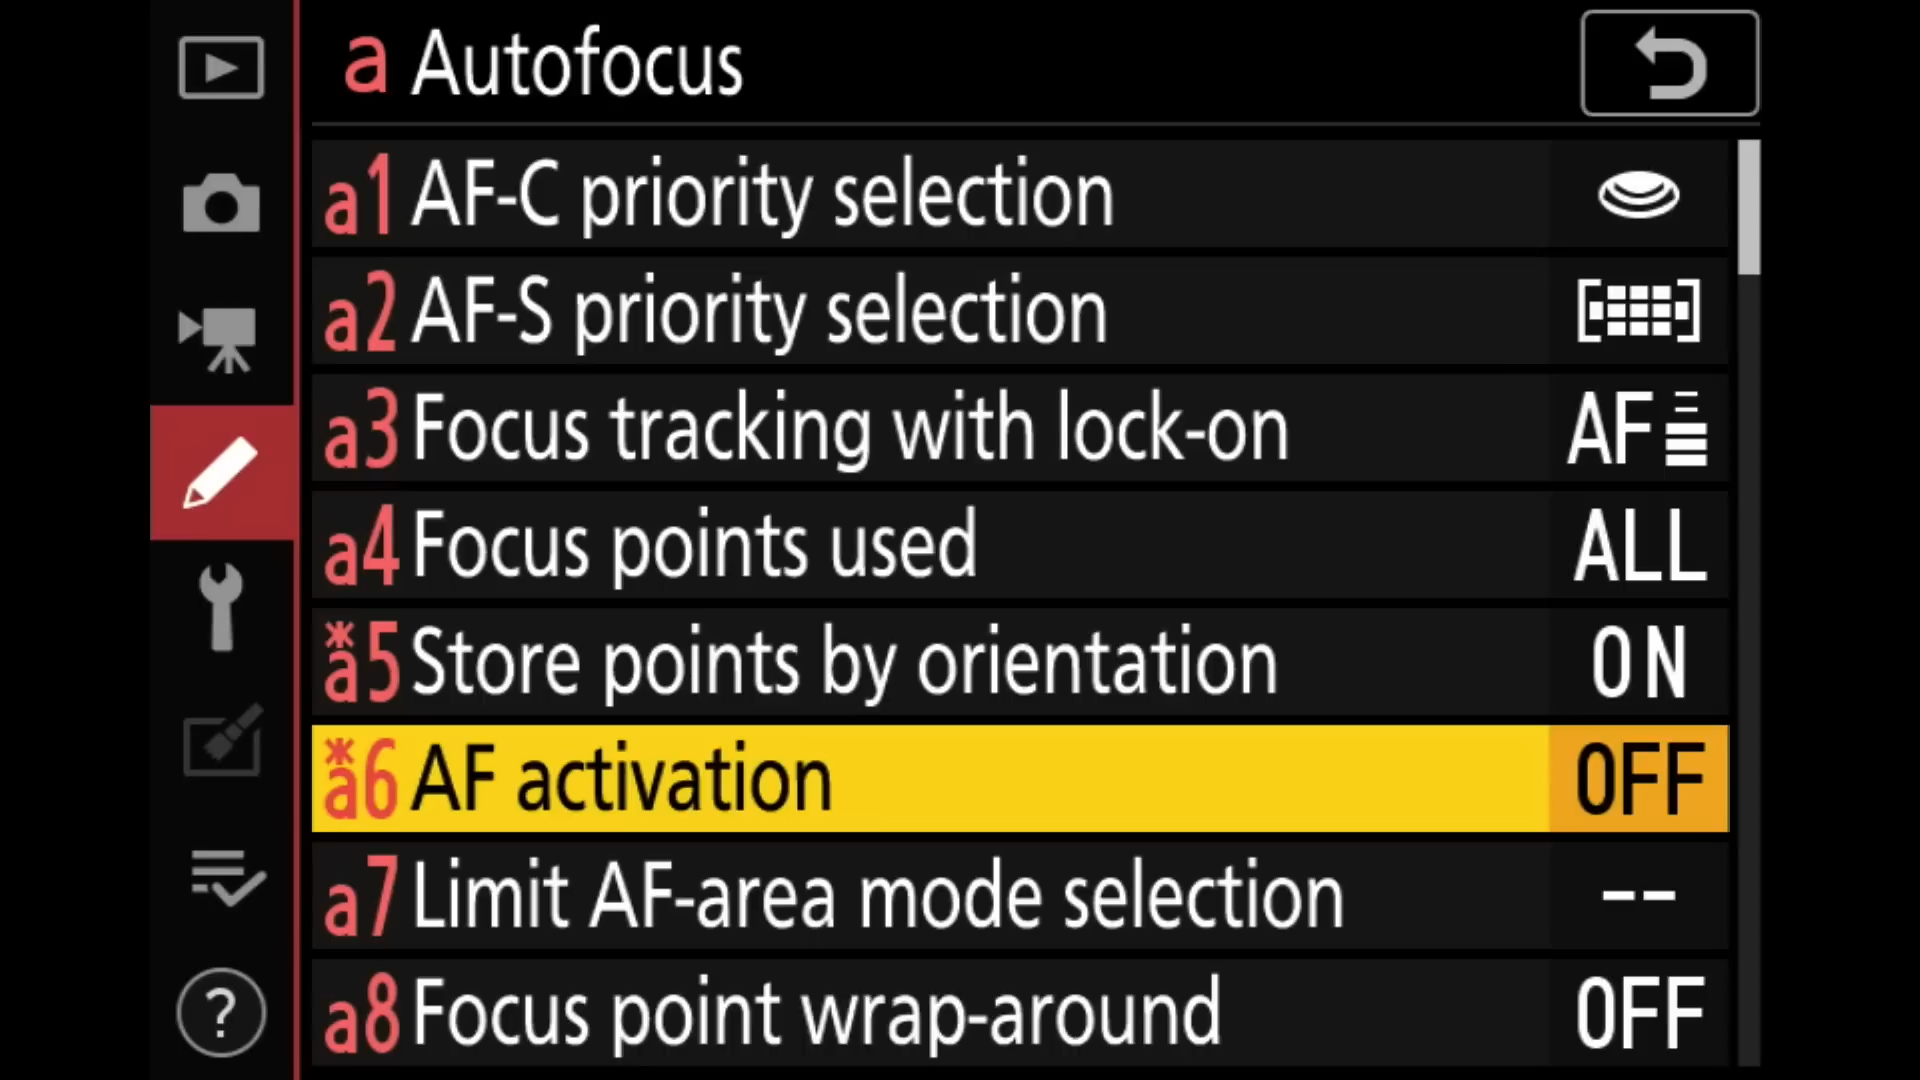 a Autofocus
a1 AF-C priority selection
a2 AF-S priority selection
a3 Focus tracking with lock-on AF
a4 Focus points used ALL
*a5 Store points by orientation ON
*a6 AF activation OFF
a7 Limit AF-area mode selection --
a8 Focus point wrap-around OFF
?